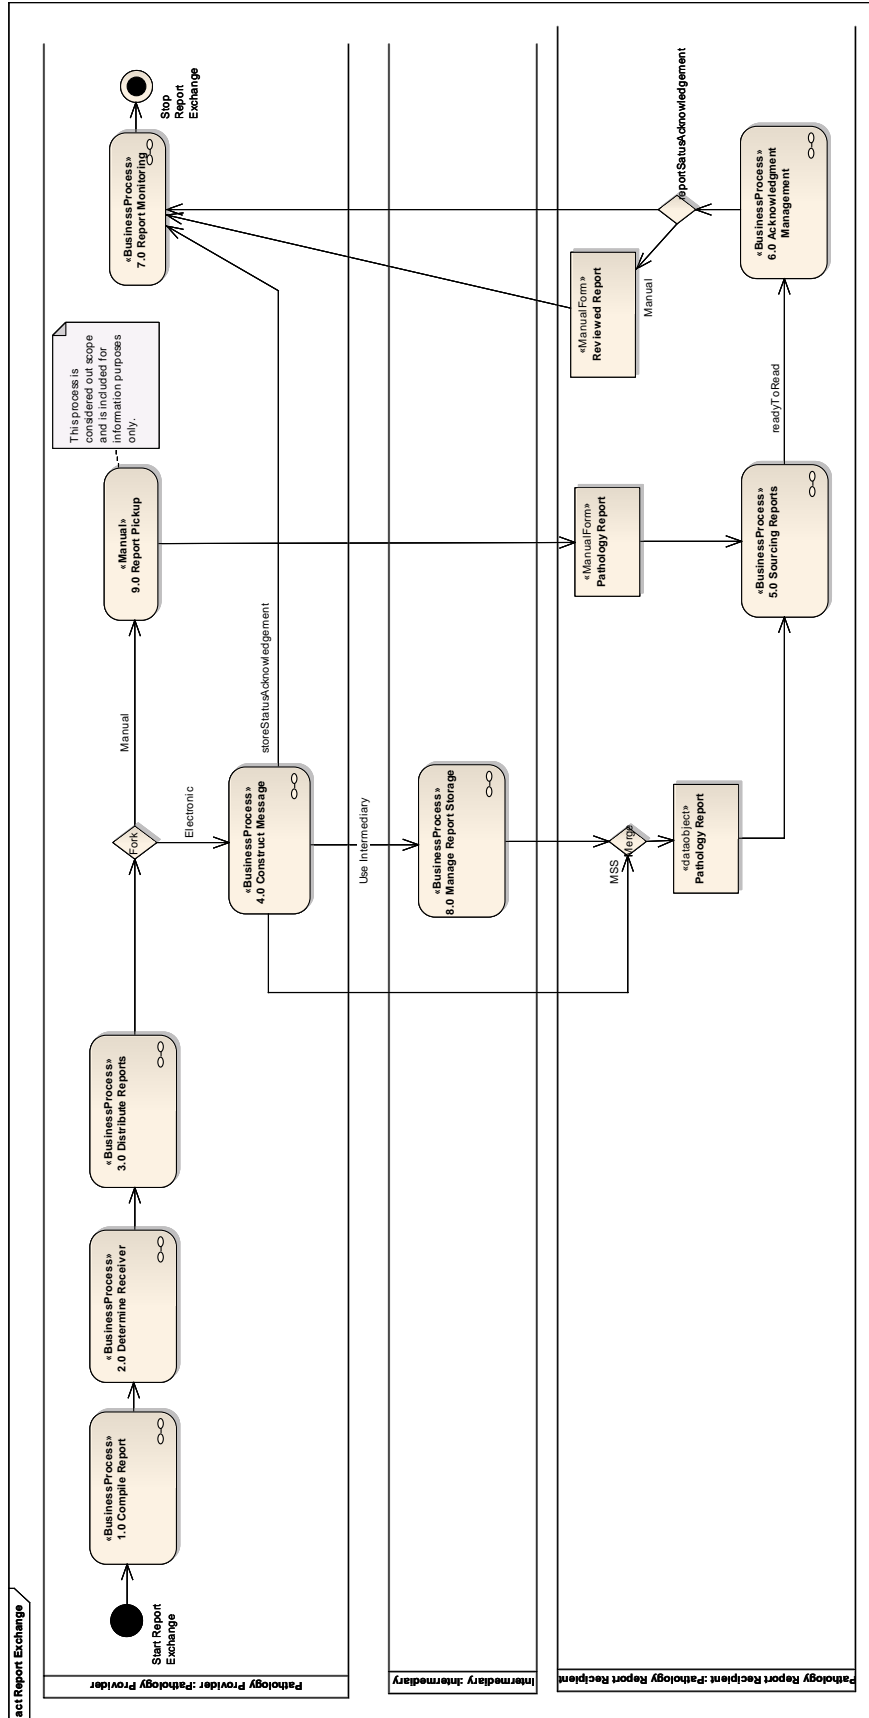 act Report Exchange
Pathology Provider :Pathology Provider
Start Report
Exchange
«BusinessProcess»
1.0 Compile Report
«BusinessProcess»
2.0 Determine Receiver
«BusinessProcess»
3.0 Distribute Reports
Fork
Manual
Electronic
«Manual»
9.0 Report Pickup
This process is
considered out scope
and is included for
information purposes
only.
«BusinessProcess»
4.0 Construct Message
storeStatusAcknowledgement
«BusinessProcess»
7.0 Report Monitoring
Stop
Report
Exchange
Intermediary :Intermediary
Use Intermediary
«BusinessProcess»
8.0 Manage Report Storage
Pathology Report Recipient :Pathology Report Recipient
MSS
Merge
«dataobject»
Pathology Report
«ManualForm»
Pathology Report
«BusinessProcess»
5.0 Sourcing Reports
readyToRead
«ManualForm»
Reviewed Report
Manual
reportSatusAcknowledgement
«BusinessProcess»
6.0 Acknowledgment
Management